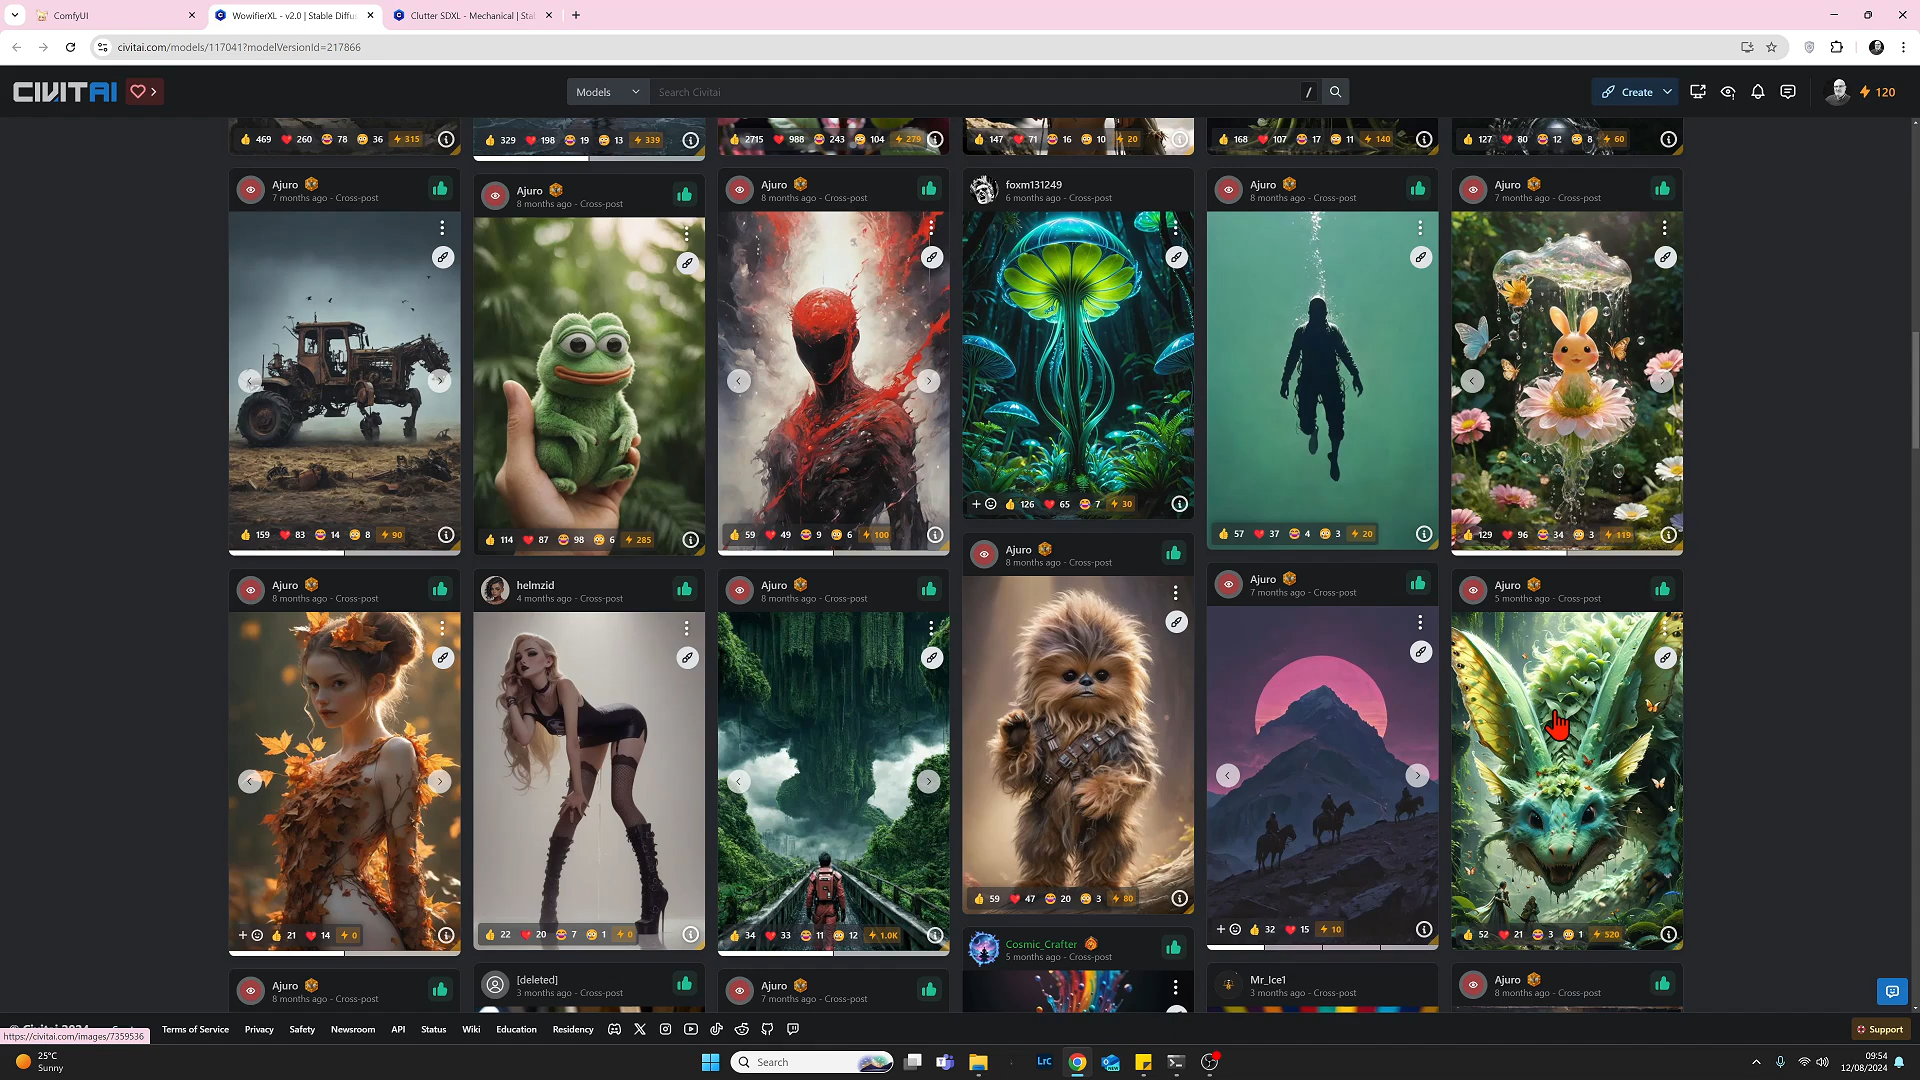 ComfyUI
WowifierXL - v2.0 | Stable Diffu
Clutter SDXL - Mechanical | Sta
civitai.com/models/117041?modelVersionId=217866
CIVITAI
Models
Search Civitai
/
Create
120
469 260 78 36 315
329 198 19 13 339
2715 988 243 104 279
147 71 16 10 20
168 107 17 11 140
127 80 12 8 60
Ajuro
7 months ago - Cross-post
Ajuro
8 months ago - Cross-post
Ajuro
8 months ago - Cross-post
foxm131249
6 months ago - Cross-post
Ajuro
8 months ago - Cross-post
Ajuro
7 months ago - Cross-post
159 83 14 8 90
114 87 98 6 285
59 49 9 6 100
126 65 7 30
57 37 4 3 20
129 96 34 3 119
Ajuro
8 months ago - Cross-post
helmzid
4 months ago - Cross-post
Ajuro
8 months ago - Cross-post
Ajuro
8 months ago - Cross-post
Ajuro
7 months ago - Cross-post
Ajuro
5 months ago - Cross-post
21 14 0
22 20 7 1 0
34 33 11 12 1.0K
59 47 20 3 80
32 15 10
52 21 3 1 520
Ajuro
8 months ago - Cross-post
[deleted]
3 months ago - Cross-post
Ajuro
7 months ago - Cross-post
Cosmic_Crafter
5 months ago - Cross-post
Mr_Ice1
3 months ago - Cross-post
Ajuro
8 months ago - Cross-post
Terms of Service Privacy Safety Newsroom API Status Wiki Education Residency
Support
https://civitai.com/images/7359536
25°C
Sunny
Search
LrC
09:54
12/08/2024